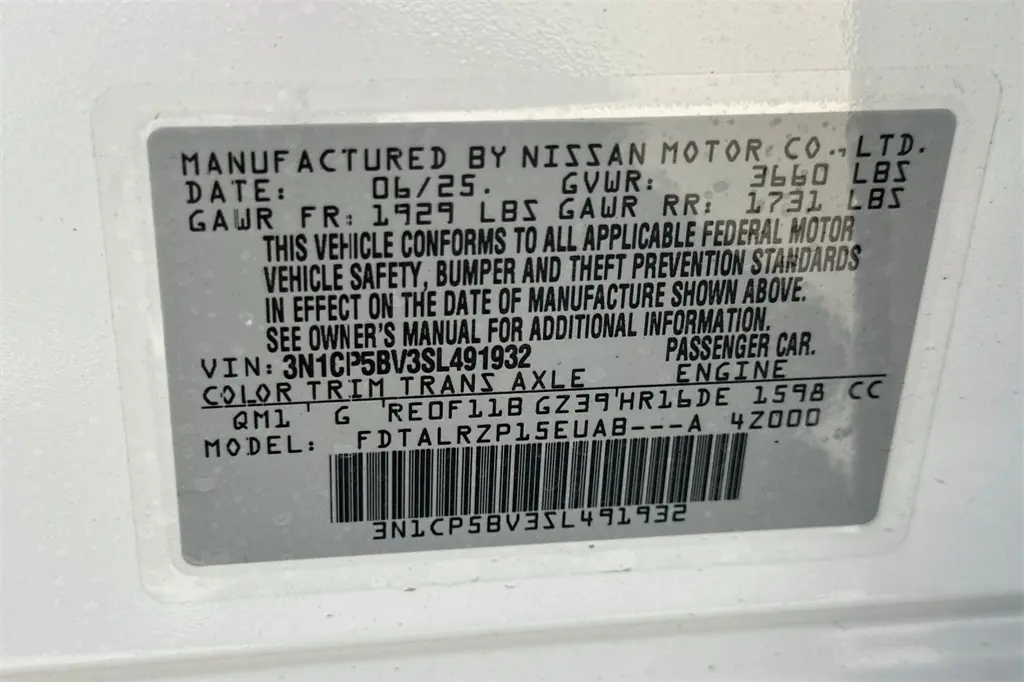 MANUFACTURED BY NISSAN MOTOR CO., LTD.
DATE: 06/25. GVWR: 3660 LBS
GAWR FR: 1929 LBS GAWR RR: 1731 LBS
THIS VEHICLE CONFORMS TO ALL APPLICABLE FEDERAL MOTOR
VEHICLE SAFETY, BUMPER AND THEFT PREVENTION STANDARDS
IN EFFECT ON THE DATE OF MANUFACTURE SHOWN ABOVE.
SEE OWNER'S MANUAL FOR ADDITIONAL INFORMATION.
VIN: 3N1CP5BV3SL491932 PASSENGER CAR.
COLOR TRIM TRANS AXLE ENGINE
QM1 G RE0F11B GZ39 HR16DE 1598 CC
MODEL: FDTALRZP15EUAB---A 4Z000
3N1CP5BV3SL491932